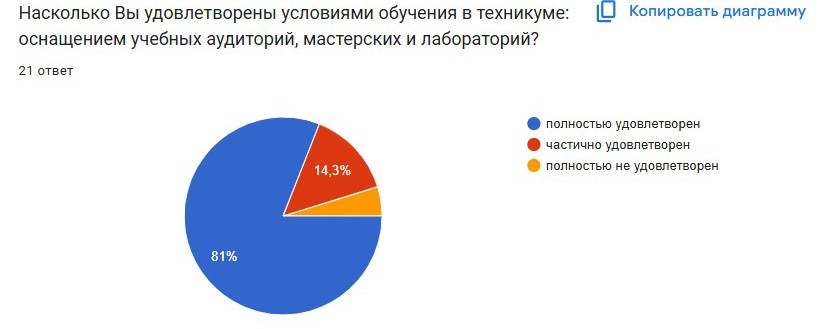 Насколько Вы удовлетворены условиями обучения в техникуме:
оснащением учебных аудиторий, мастерских и лабораторий?
Копировать диаграмму
21 ответ
полностью удовлетворен
частично удовлетворен
полностью не удовлетворен
14,3%
81%